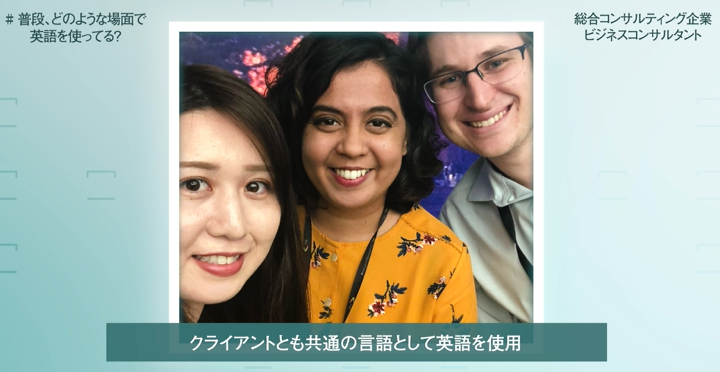 # 普段、どのような場面で
英語を使ってる？
総合コンサルティング企業
ビジネスコンサルタント
クライアントとも共通の言語として英語を使用